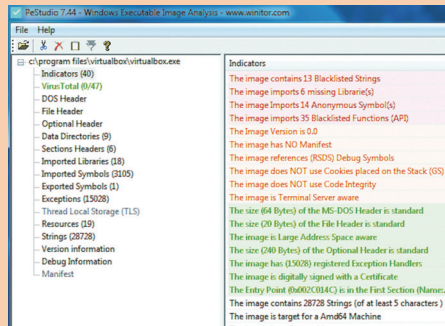 PeStudio 7.44 - Windows Executable Image Analysis - www.winitor.com
File Help
c:\program files\virtualbox\virtualbox.exe
Indicators (40)
VirusTotal (0/47)
DOS Header
File Header
Optional Header
Data Directories (9)
Sections Headers (6)
Imported Libraries (18)
Imported Symbols (3105)
Exported Symbols (1)
Exceptions (15028)
Thread Local Storage (TLS)
Resources (19)
Strings (28728)
Version information
Debug Information
Manifest
Indicators
The image contains 13 Blacklisted Strings
The image imports 6 missing Librarie(s)
The Image Imports 14 Anonymous Symbol(s)
The image imports 35 Blacklisted Functions (API)
The Image Version is 0.0
The image has NO Manifest
The image references (RSDS) Debug Symbols
The image does NOT use Cookies placed on the Stack (GS)
The image does NOT use Code Integrity
The image is Terminal Server aware
The size (64 Bytes) of the MS-DOS Header is standard
The size (20 Bytes) of the File Header is standard
The image is Large Address Space aware
The size (240 Bytes) of the Optional Header is standard
The image has (15028) registered Exception Handlers
The image is digitally signed with a Certificate
The Entry Point (0x002C014C) is in the First Section (Name:
The image contains 28728 Strings (of at least 5 characters )
The image is target for a Amd64 Machine